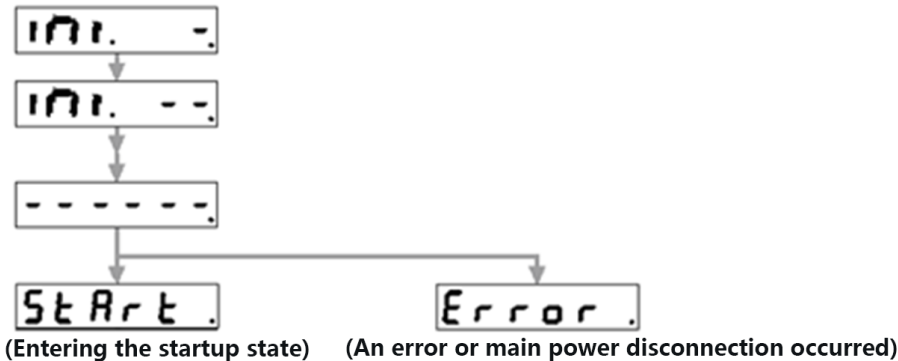 ini. -.
ini. --.
------.
StArt .
Error .
(Entering the startup state) (An error or main power disconnection occurred)